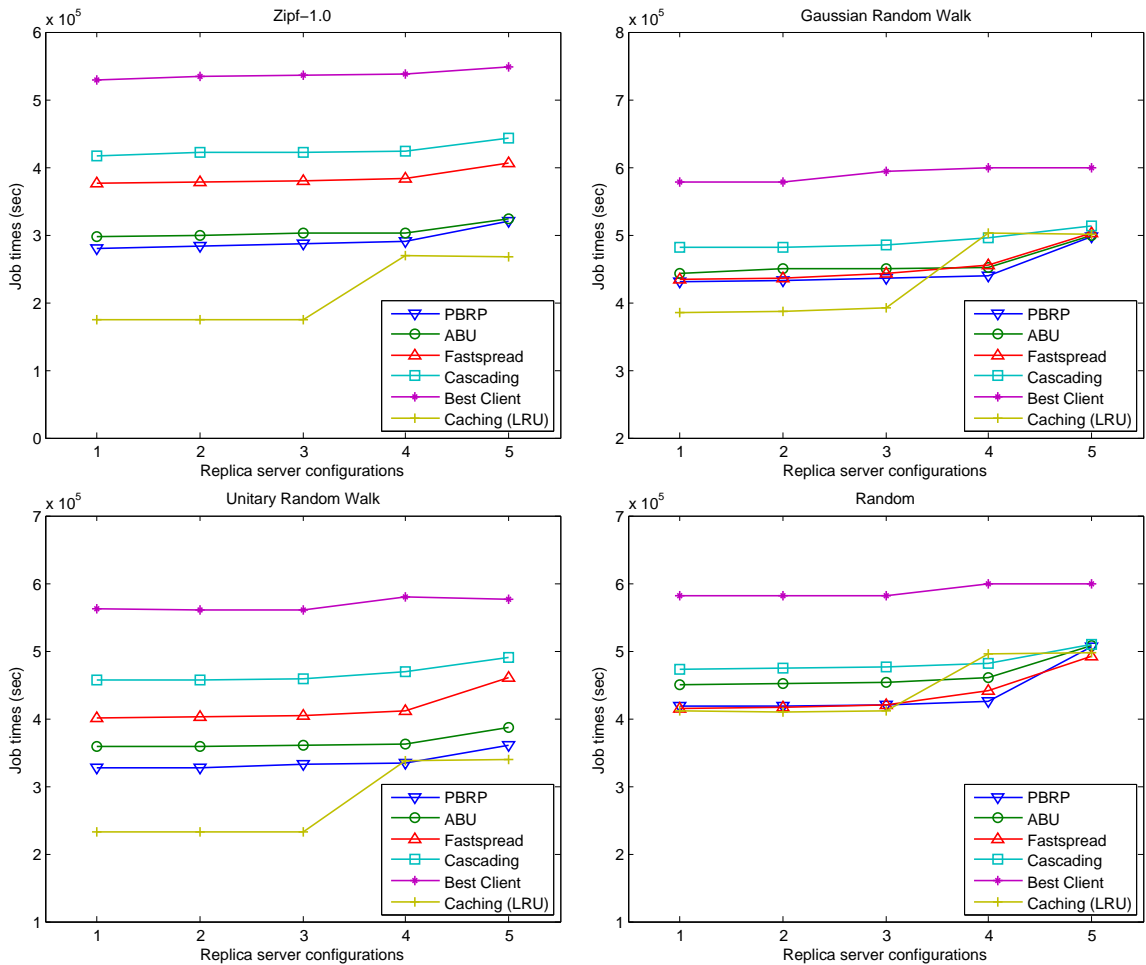 Zipf-1.0
x 10^5
6
5
4
3
2
1
0
Job times (sec)
1 2 3 4 5
Replica server configurations
PBRP
ABU
Fastspread
Cascading
Best Client
Caching (LRU)
Gaussian Random Walk
x 10^5
8
7
6
5
4
3
2
Job times (sec)
1 2 3 4 5
Replica server configurations
PBRP
ABU
Fastspread
Cascading
Best Client
Caching (LRU)
Unitary Random Walk
x 10^5
7
6
5
4
3
2
1
Job times (sec)
1 2 3 4 5
Replica server configurations
PBRP
ABU
Fastspread
Cascading
Best Client
Caching (LRU)
Random
x 10^5
7
6
5
4
3
2
1
Job times (sec)
1 2 3 4 5
Replica server configurations
PBRP
ABU
Fastspread
Cascading
Best Client
Caching (LRU)